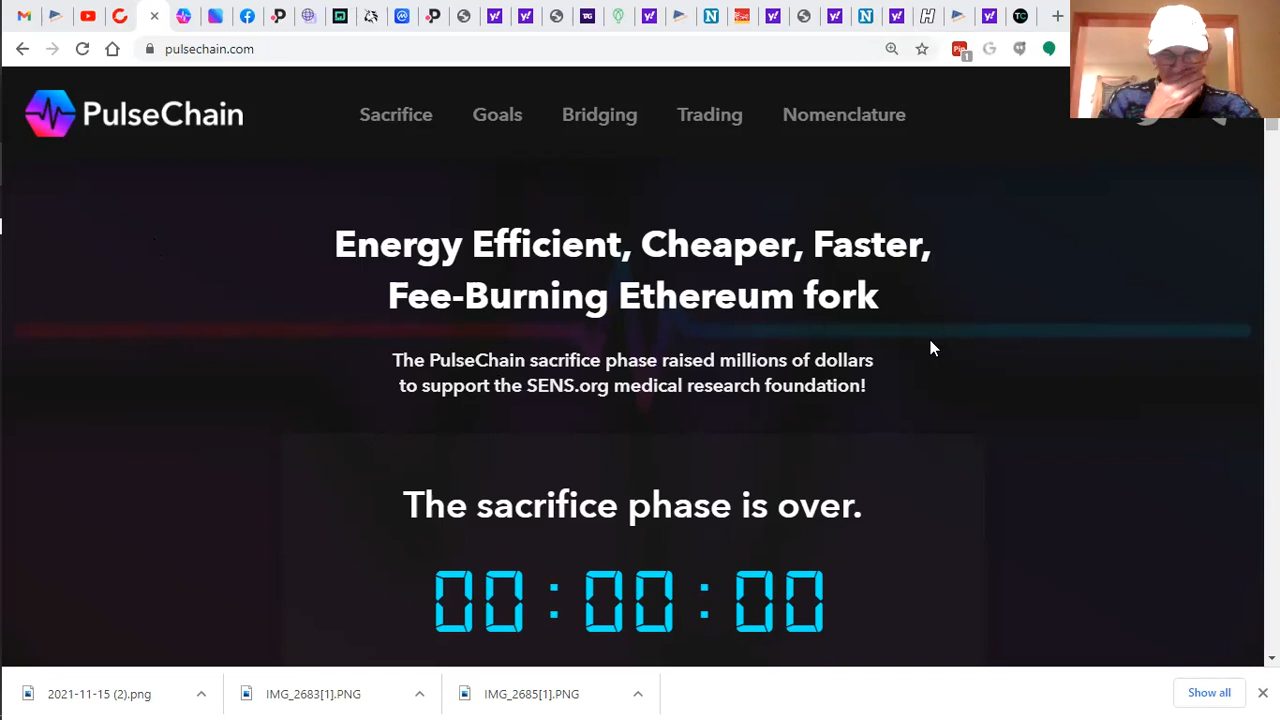 pulsechain.com
PulseChain
Sacrifice
Goals
Bridging
Trading
Nomenclature
Energy Efficient, Cheaper, Faster,
Fee-Burning Ethereum fork
The PulseChain sacrifice phase raised millions of dollars
to support the SENS.org medical research foundation!
The sacrifice phase is over.
00:00:00
2021-11-15 (2).png
IMG_2683[1].PNG
IMG_2685[1].PNG
Show all